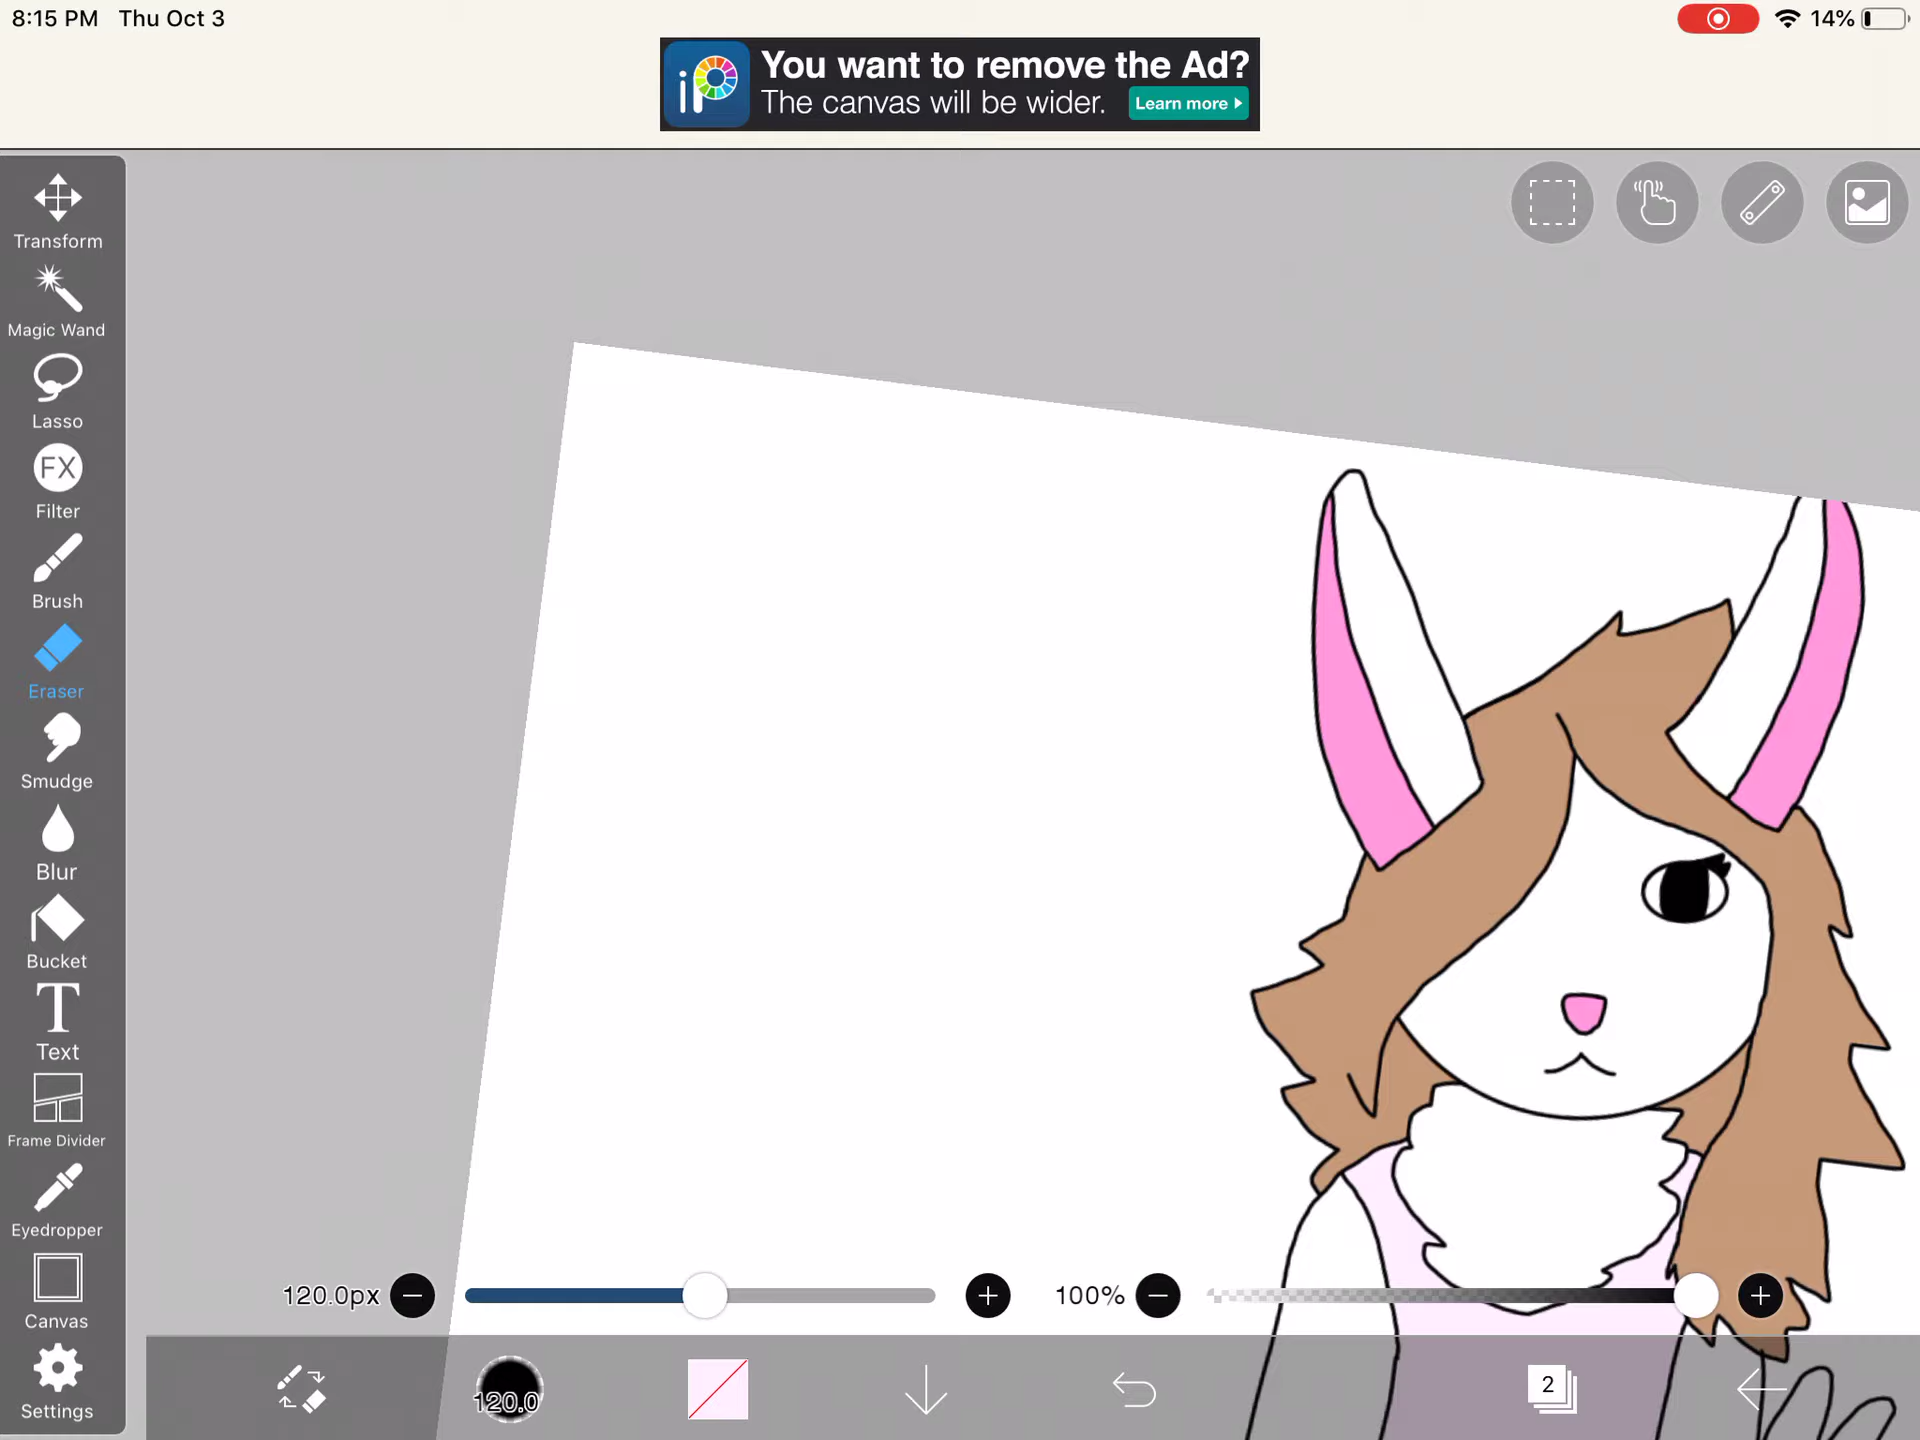 8:15 PM Thu Oct 3
14%
iP
You want to remove the Ad?
The canvas will be wider.
Learn more
Transform
Magic Wand
Lasso
FX
Filter
Brush
Eraser
Smudge
Blur
Bucket
T
Text
Frame Divider
Eyedropper
Canvas
Settings
120.0px
100%
120.0
2